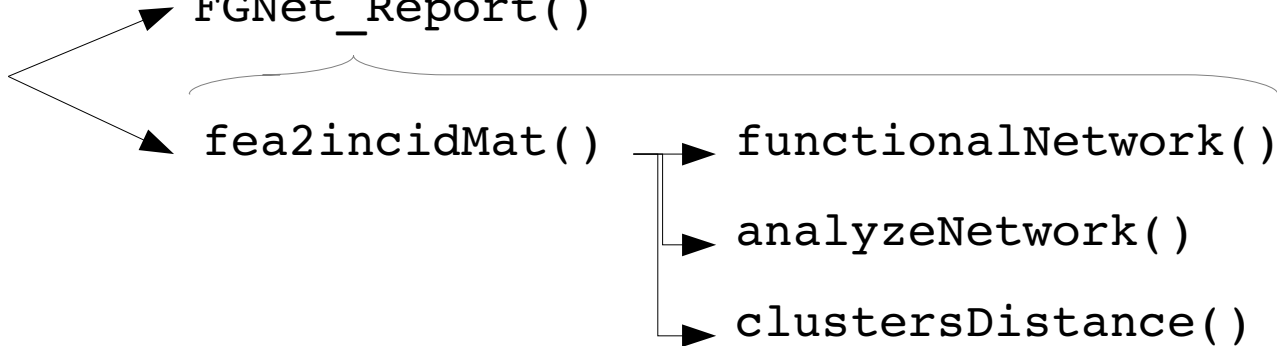 FGNet_Report()
fea2incidMat() functionalNetwork()
analyzeNetwork()
clustersDistance()